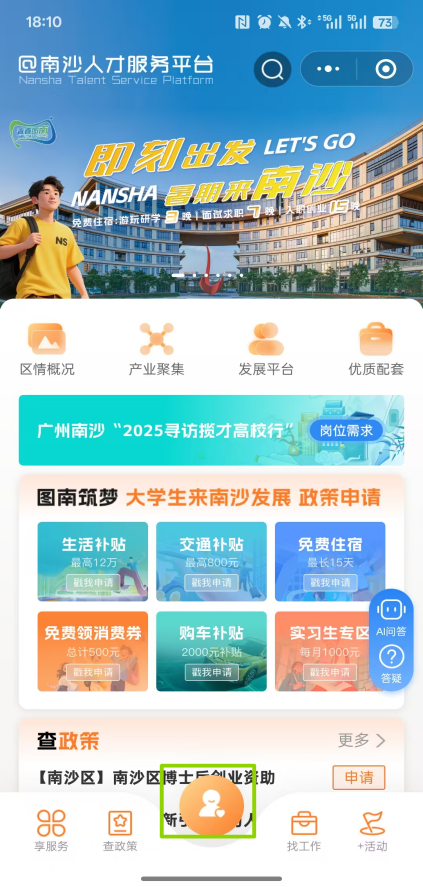 18:10
5G 5G 73
@南沙人才服务平台
Nansha Talent Service Platform
即刻出发 LET'S GO
NANSHA 暑期来南沙
免费住宿:游玩研学3晚 | 面试求职7晚 | 入职创业15晚
NS
区情概况 产业聚集 发展平台 优质配套
广州南沙“2025寻访揽才高校行” 岗位需求
图南筑梦 大学生来南沙发展 政策申请
生活补贴 交通补贴 免费住宿
最高12万 最高800元 最长15天
戳我申请 戳我申请 戳我申请
AI问答
免费领消费券 购车补贴 实习生专区
总计500元 2000元补贴 每月1000元
戳我申请 戳我申请 戳我申请
答疑
查政策 更多
【南沙区】南沙区博士后创业资助 申请
新引 人
享服务 查政策 找工作 +活动